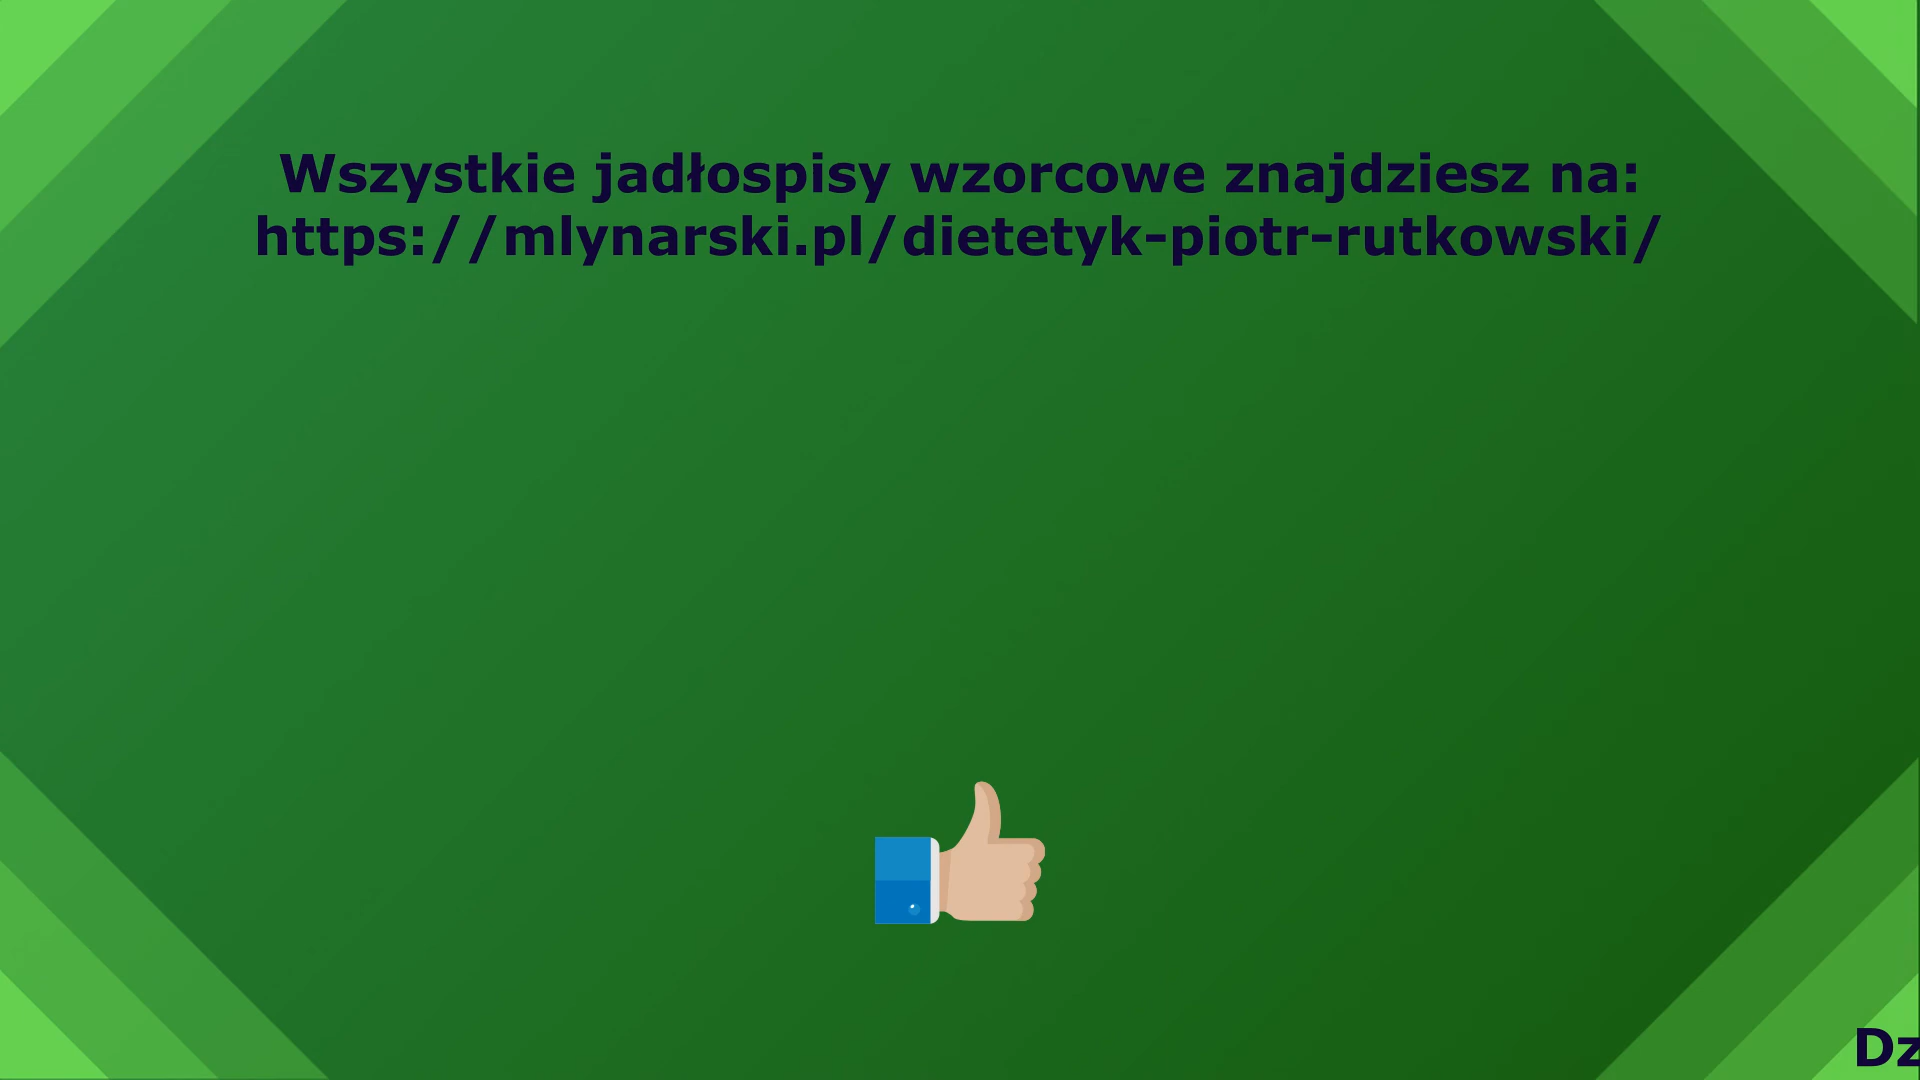 Wszystkie jadłospisy wzorcowe znajdziesz na:
https://mlynarski.pl/dietetyk-piotr-rutkowski/
Dz